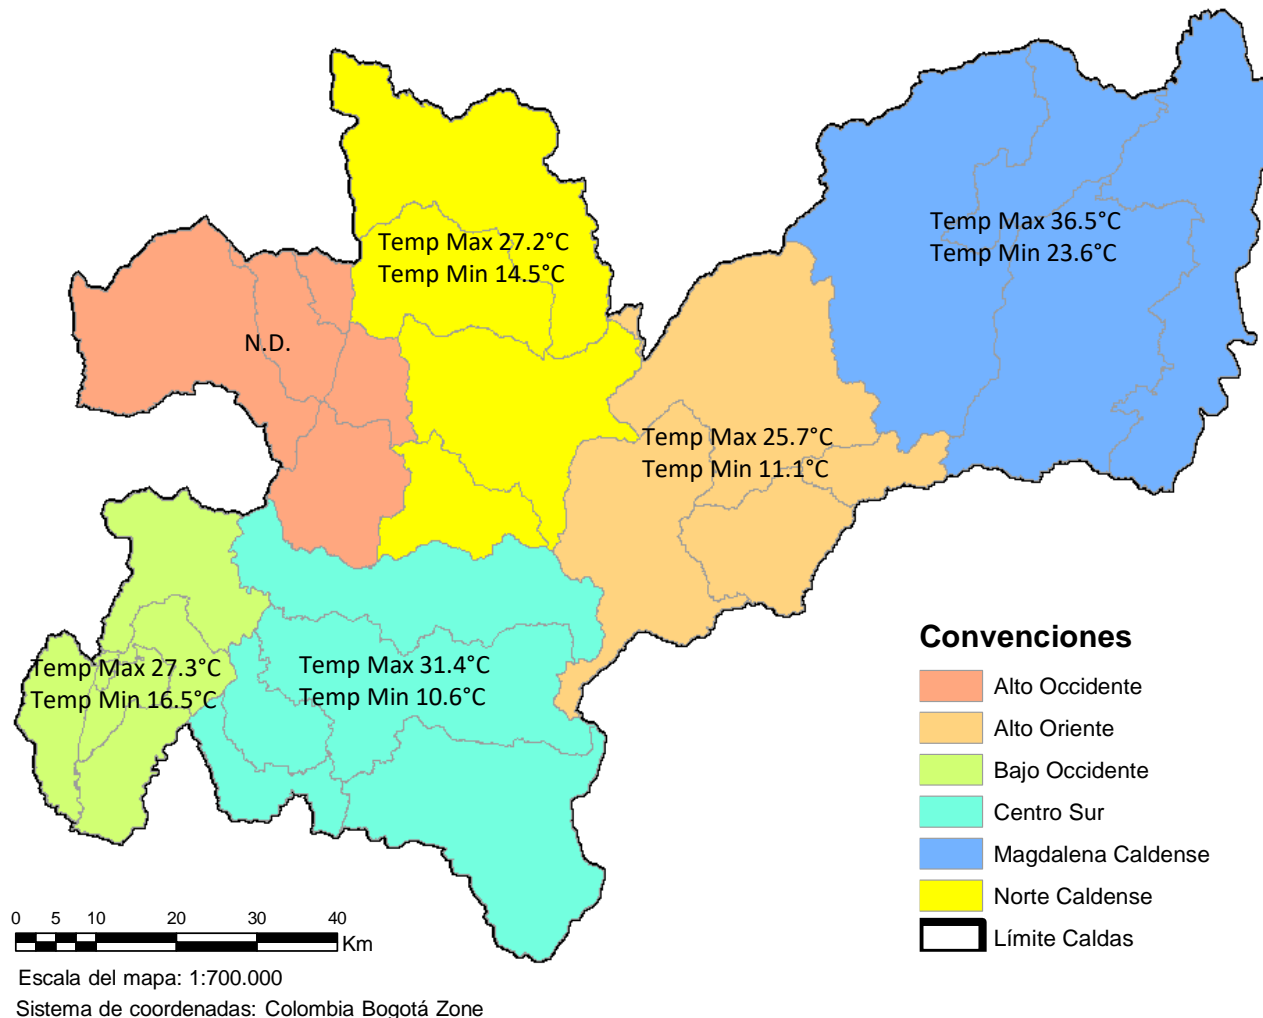 Temp Max 36.5°C
Temp Min 23.6°C
Temp Max 27.2°C
Temp Min 14.5°C
N.D.
Temp Max 25.7°C
Temp Min 11.1°C
Temp Max 27.3°C
Temp Min 16.5°C
Temp Max 31.4°C
Temp Min 10.6°C
Convenciones
Alto Occidente
Alto Oriente
Bajo Occidente
Centro Sur
Magdalena Caldense
Norte Caldense
Límite Caldas
0 5 10 20 30 40
Km
Escala del mapa: 1:700.000
Sistema de coordenadas: Colombia Bogotá Zone